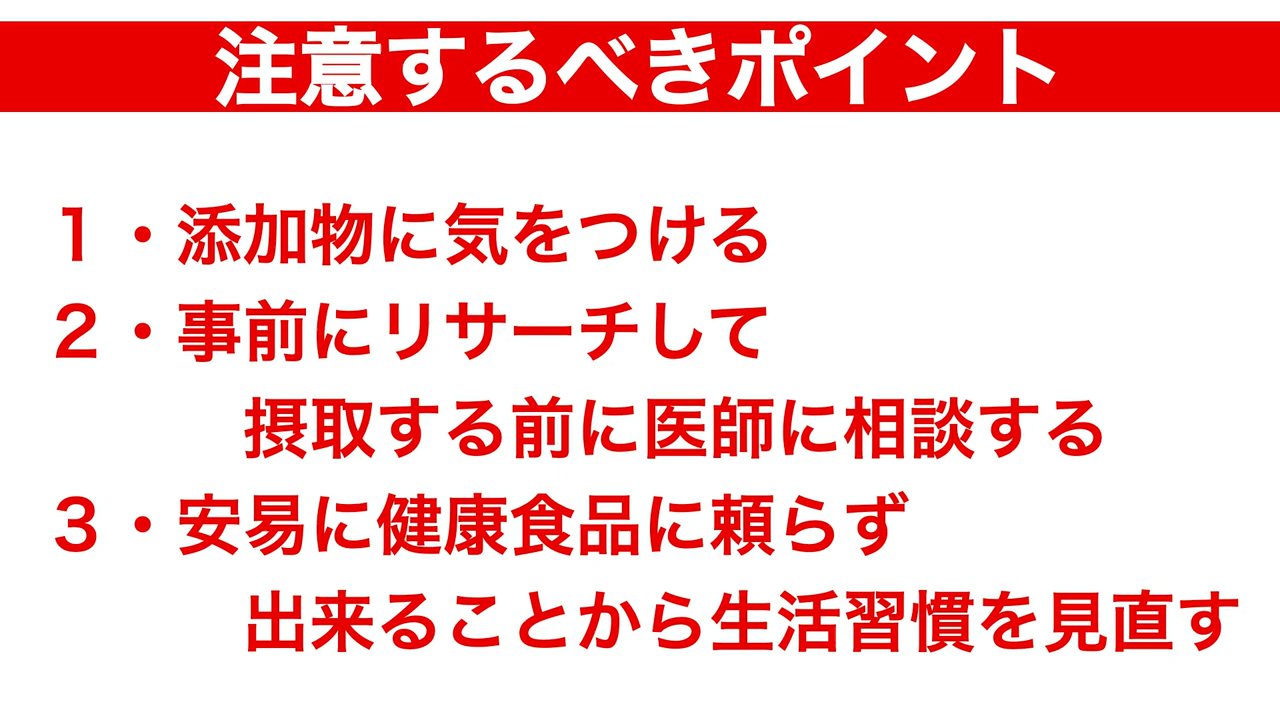 注意するべきポイント
１・添加物に気をつける
２・事前にリサーチして
摂取する前に医師に相談する
３・安易に健康食品に頼らず
出来ることから生活習慣を見直す